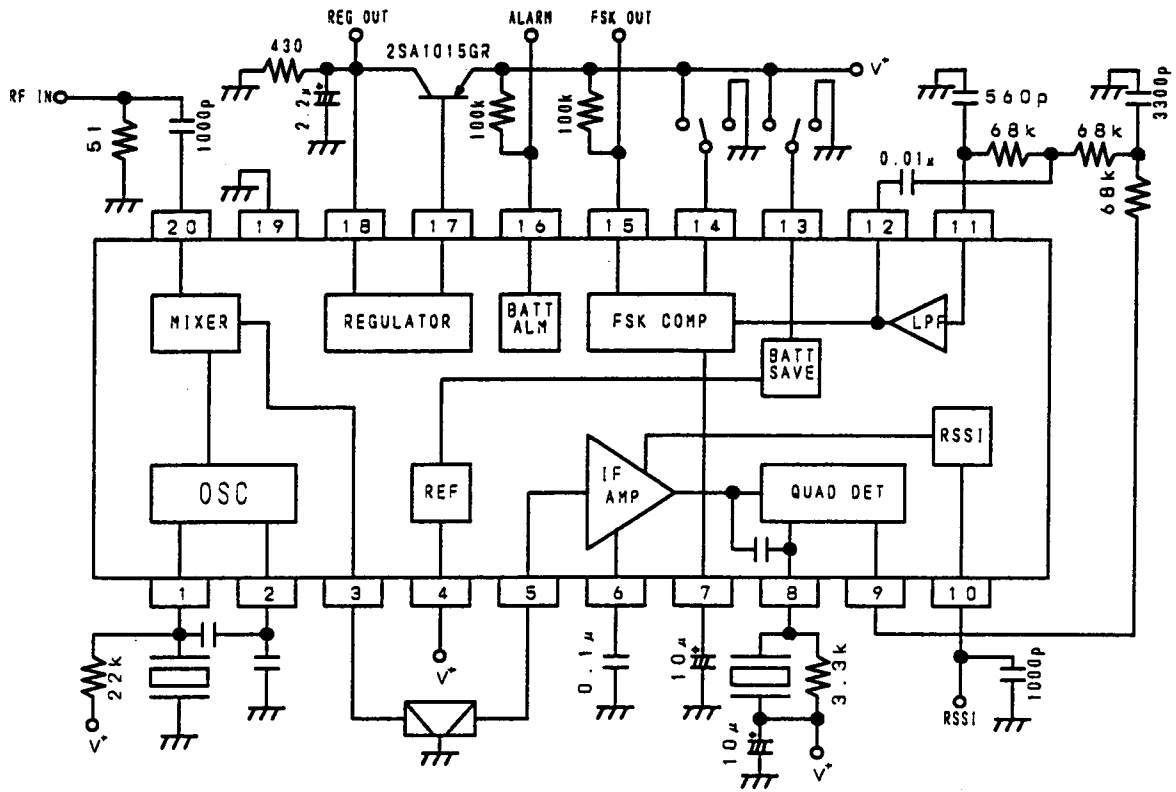 REG OUT
ALARM
FSK OUT
430
2SA1015GR
V+
RF IN
51
1000p
2.2μ
100k
100k
560p
3300p
68k
68k
0.01μ
68k
20
19
18
17
16
15
14
13
12
11
MIXER
REGULATOR
BATT
ALM
FSK COMP
LPF
BATT
SAVE
RSSI
OSC
REF
IF
AMP
QUAD DET
1
2
3
4
5
6
7
8
9
10
22k
V+
V+
0.1μ
10μ
3.3k
10μ
V+
1000p
RSSI